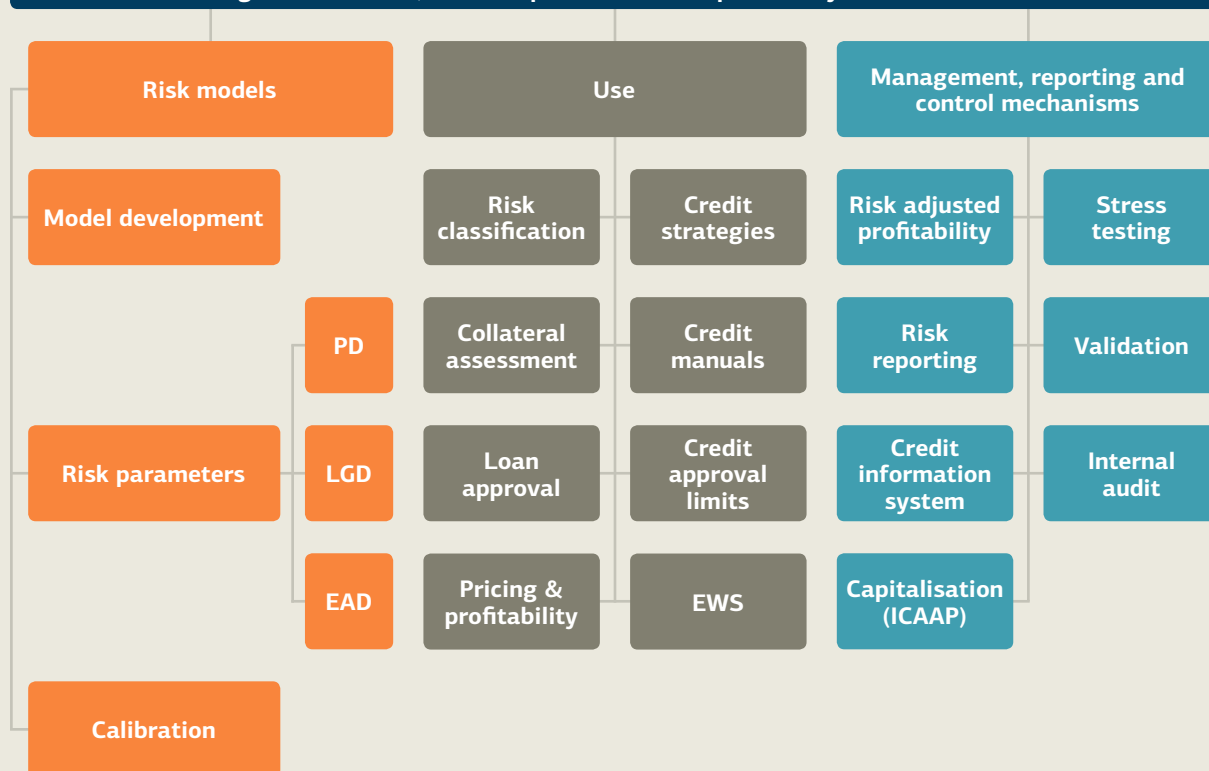 Risk models
Use
Management, reporting and
control mechanisms
Model development
Risk
classification
Credit
strategies
Risk adjusted
profitability
Stress
testing
PD
Collateral
assessment
Credit
manuals
Risk
reporting
Validation
Risk parameters
LGD
Loan
approval
Credit
approval
limits
Credit
information
system
Internal
audit
EAD
Pricing &
profitability
EWS
Capitalisation
(ICAAP)
Calibration